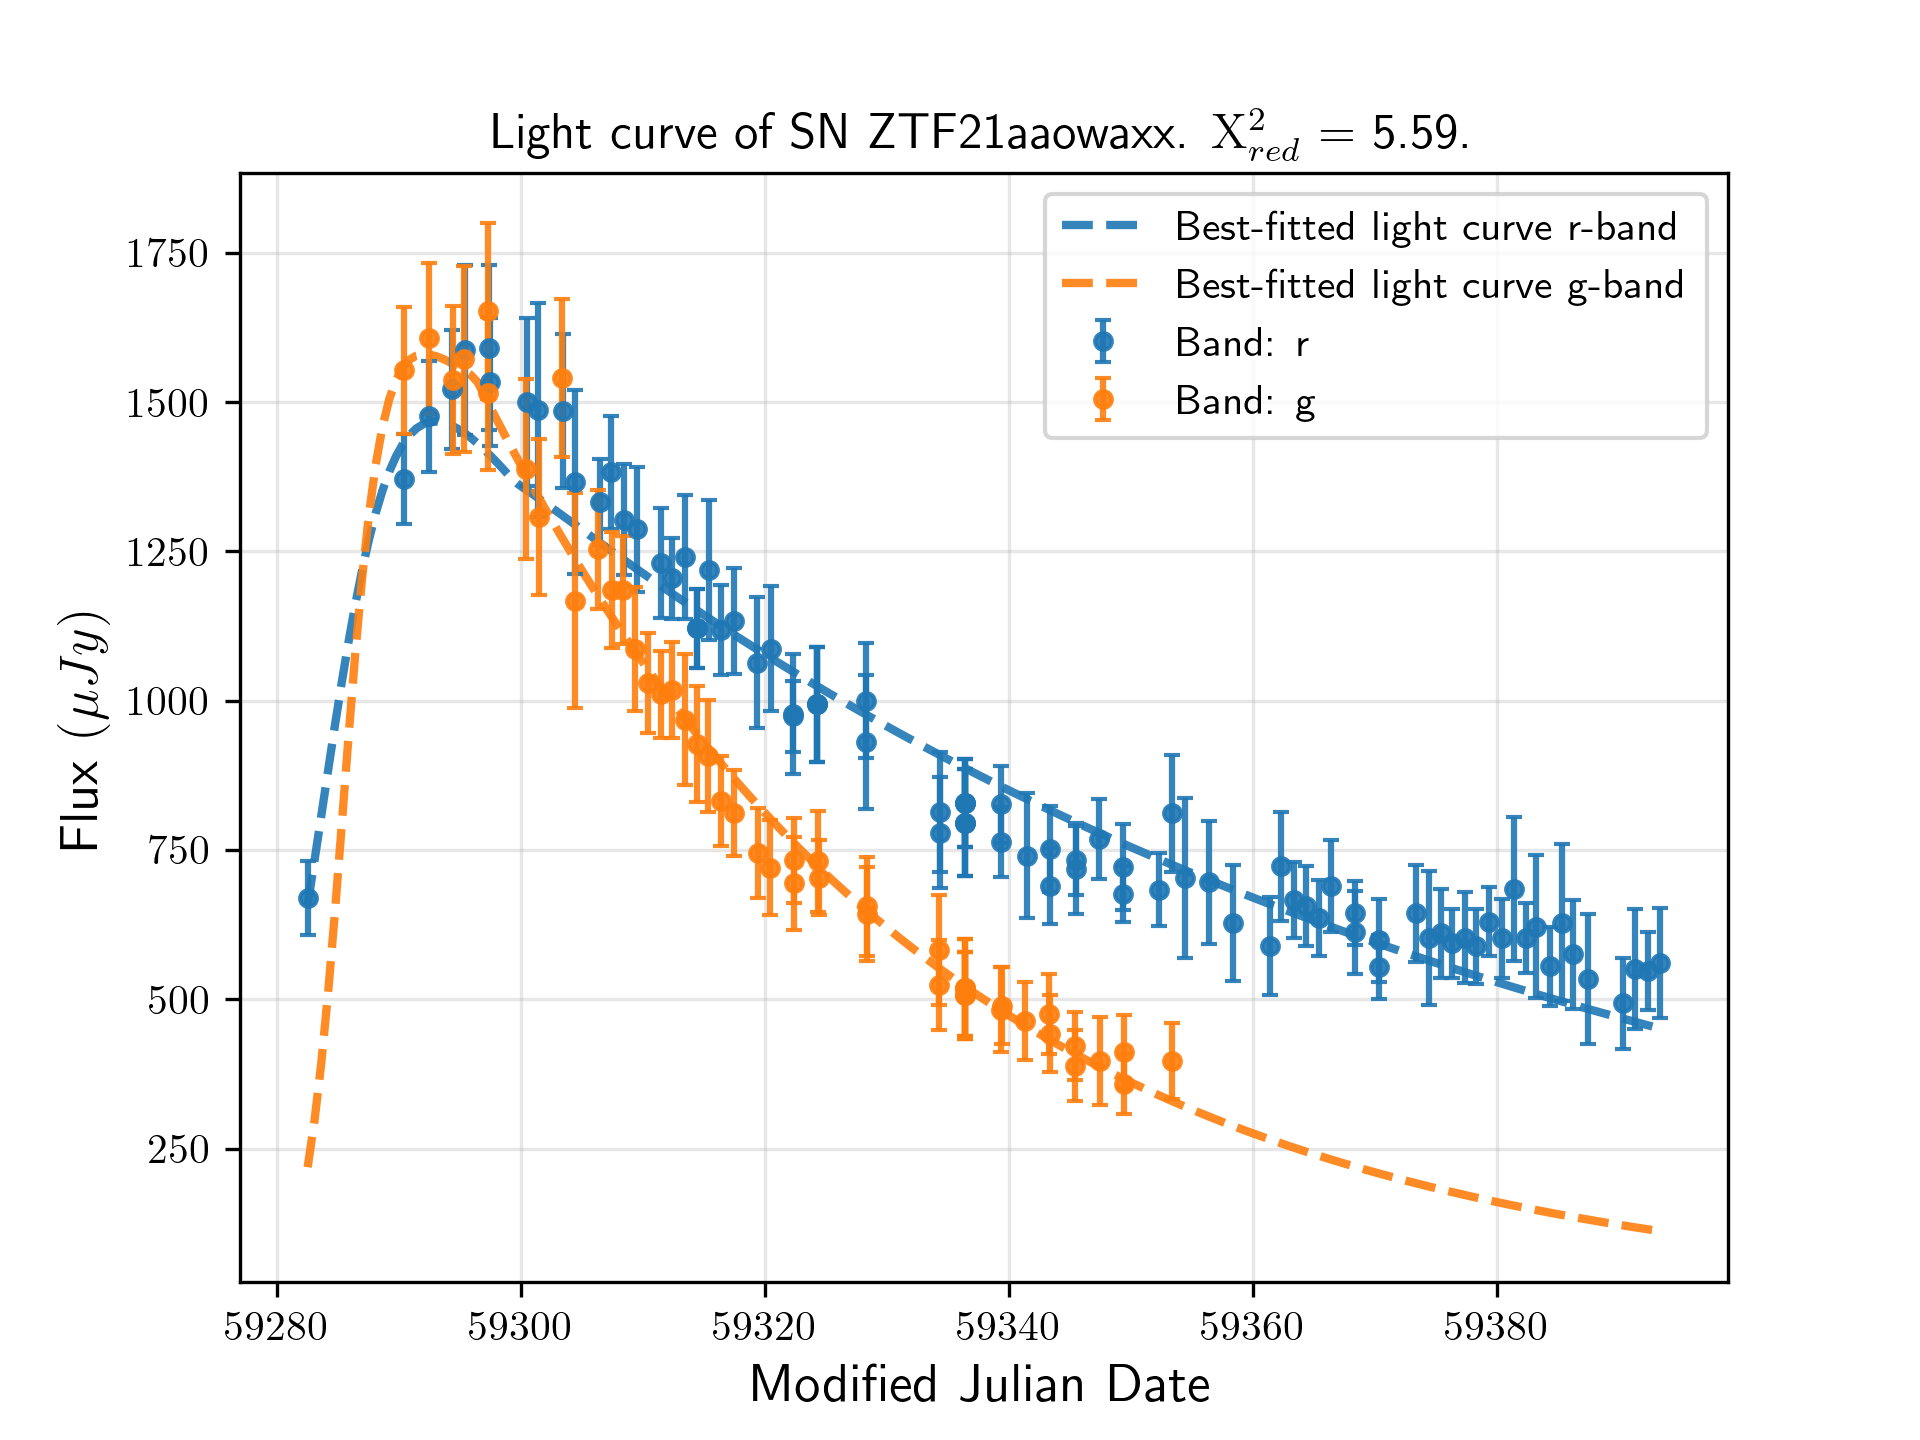 Light curve of SN ZTF21aaowaxx. X²_red = 5.59.
Best-fitted light curve r-band
Best-fitted light curve g-band
Band: r
Band: g
Flux (μJy)
1750
1500
1250
1000
750
500
250
59280 59300 59320 59340 59360 59380
Modified Julian Date